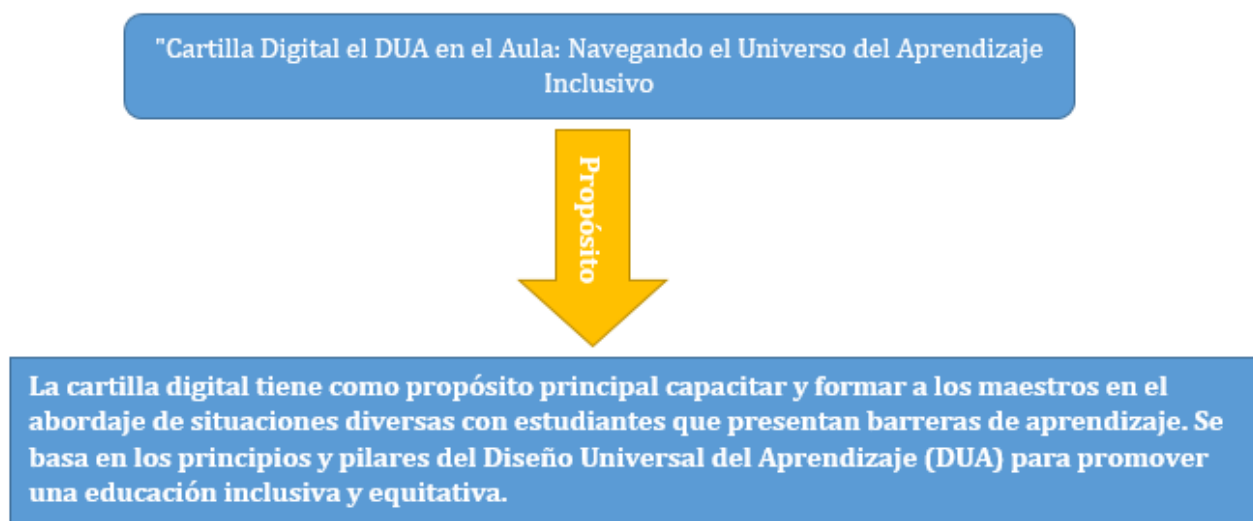 "Cartilla Digital el DUA en el Aula: Navegando el Universo del Aprendizaje
Inclusivo
Propósito
La cartilla digital tiene como propósito principal capacitar y formar a los maestros en el
abordaje de situaciones diversas con estudiantes que presentan barreras de aprendizaje. Se
basa en los principios y pilares del Diseño Universal del Aprendizaje (DUA) para promover
una educación inclusiva y equitativa.